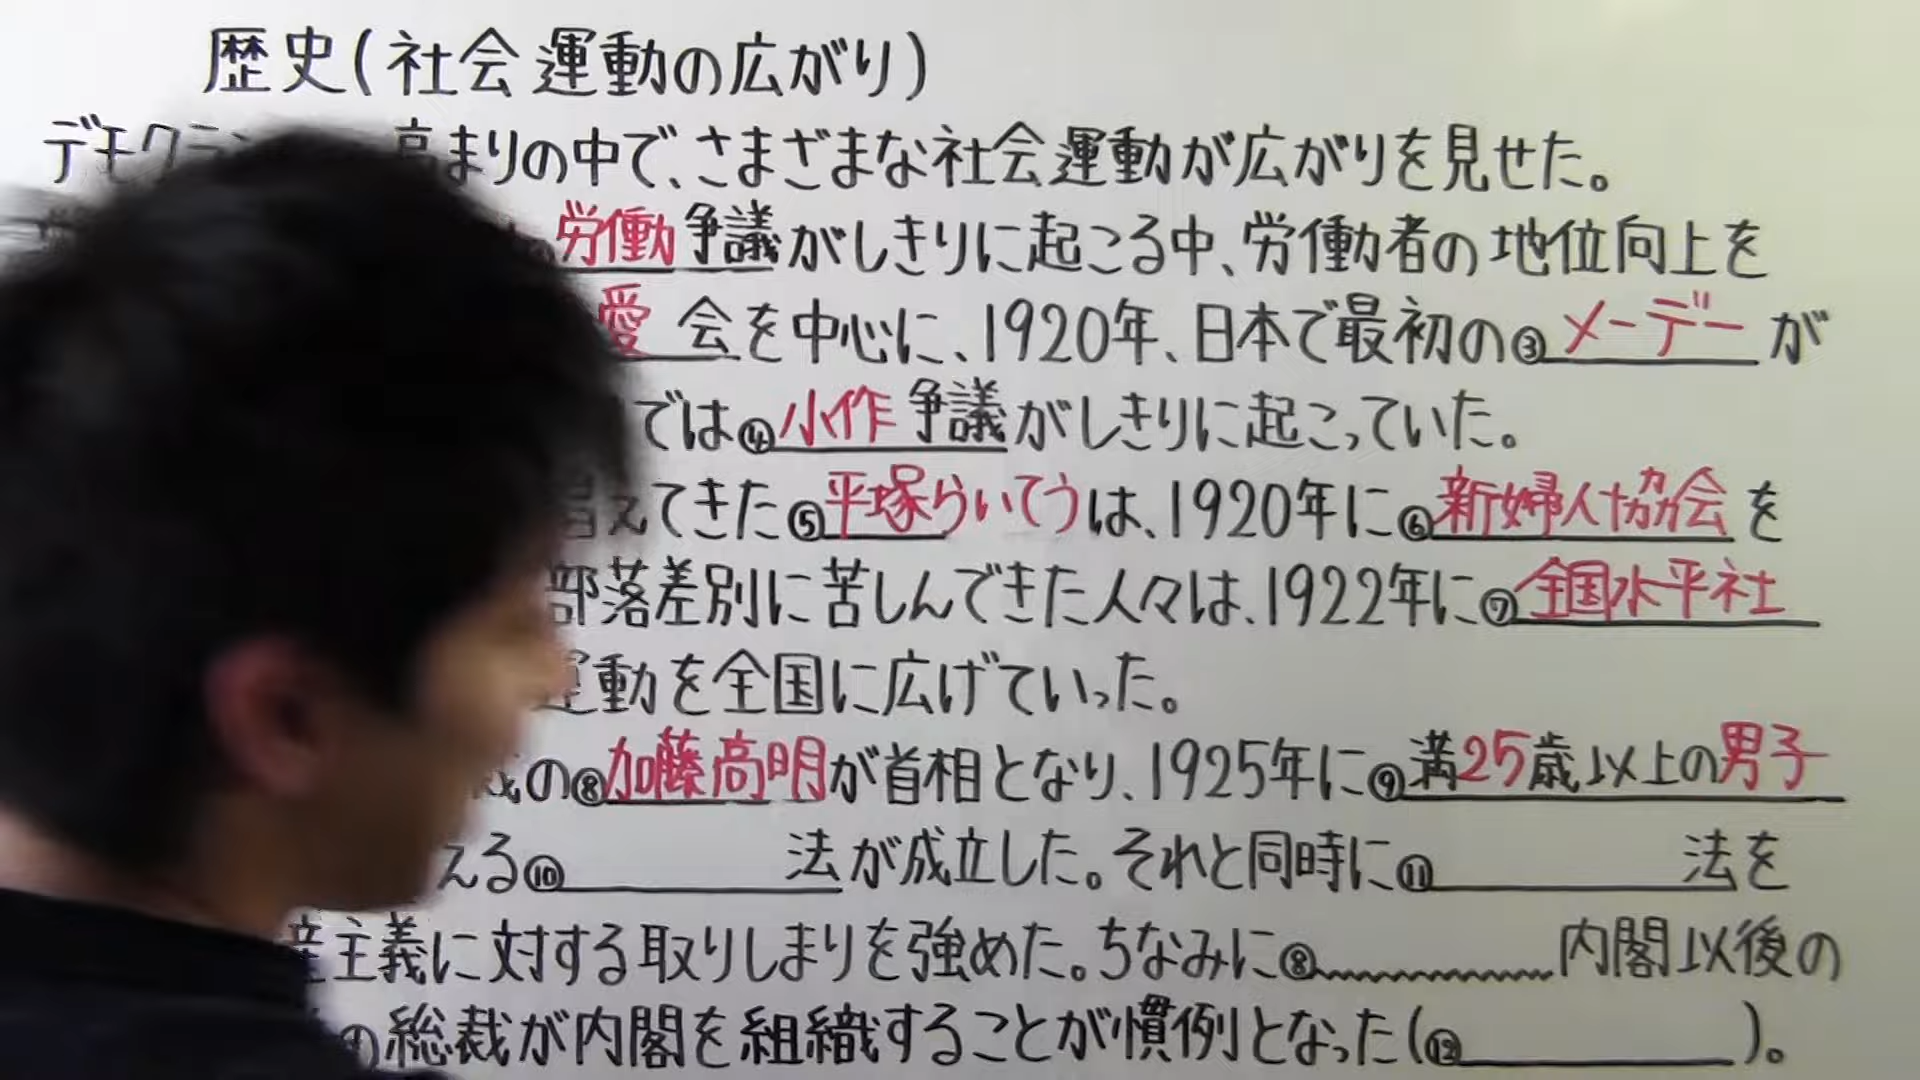 歴史(社会運動の広がり)
デモクラ 高まりの中で、さまざまな社会運動が広がりを見せた。
労働争議がしきりに起こる中、労働者の地位向上を
愛会を中心に、1920年、日本で最初の③メーデーが
では④小作争議がしきりに起こっていた。
唱えてきた⑤平塚らいてうは、1920年に⑥新婦人協会を
部落差別に苦しんできた人々は、1922年に⑦全国水平社
運動を全国に広げていった。
裁の⑧加藤高明が首相となり、1925年に⑨満25歳以上の男子
える⑩ 法が成立した。それと同時に⑪ 法を
産主義に対する取りしまりを強めた。ちなみに⑧ 内閣以後の
の総裁が内閣を組織することが慣例となった(⑫ )。